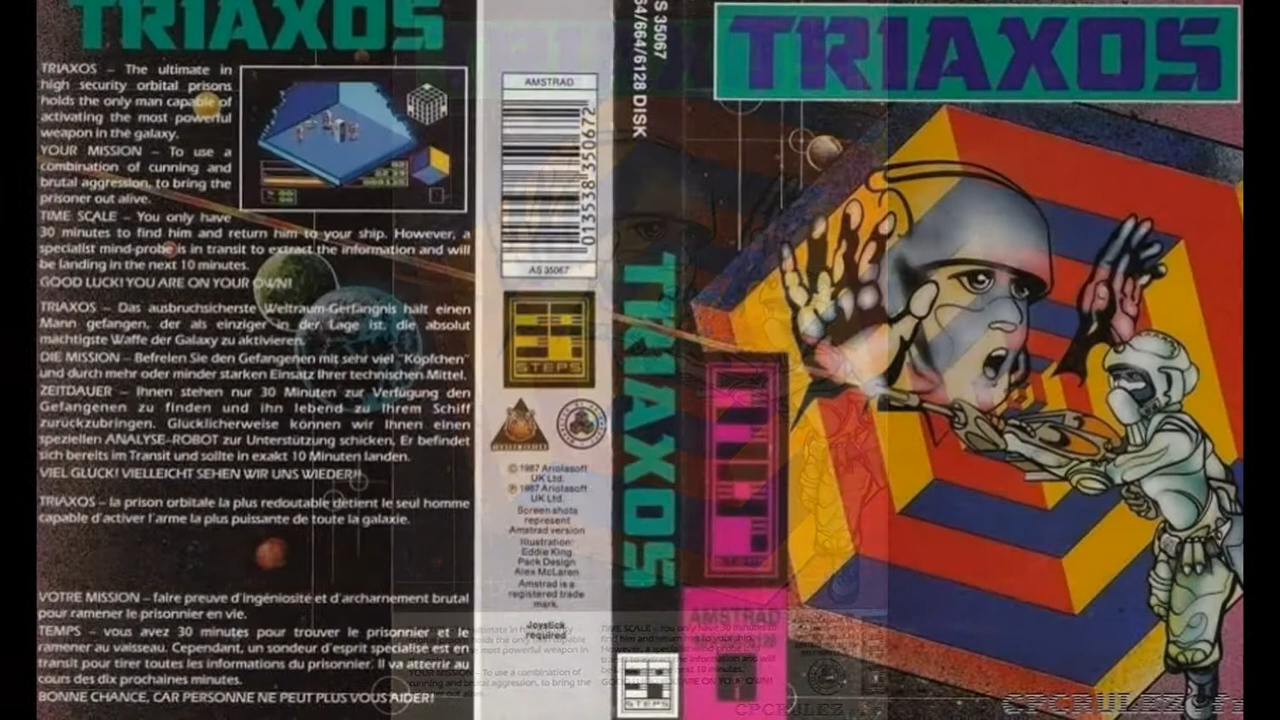 TRIAXOS
TRIAXOS – The ultimate in
high security orbital prisons
holds the only man capable of
activating the most powerful
weapon in the galaxy.
YOUR MISSION – To use a
combination of cunning and
brutal aggression, to bring the
prisoner out alive.
TIME SCALE – You only have
30 minutes to find him and return him to your ship. However, a
specialist mind-probe is in transit to extract the information and will
be landing in the next 10 minutes.
GOOD LUCK! YOU ARE ON YOUR OWN!
TRIAXOS – Das ausbruchsicherste Weltraum-Gerfängnis hält einen
Mann gefangen, der als einziger in der Lage ist, die absolut
mächtigste Waffe der Galaxy zu aktivieren.
DIE MISSION – Befreien Sie den Gefangenen mit sehr viel "Köpfchen"
und durch mehr oder minder starken Einsatz Ihrer technischen Mittel.
ZEITDAUER – Ihnen stehen nur 30 Minuten zur Verfügung den
Gefangenen zu finden und ihn lebend zu Ihrem Schiff
zurückzubringen. Glücklicherweise können wir Ihnen einen
speziellen ANALYSE-ROBOT zur Unterstützung schicken, Er befindet
sich bereits im Transit und sollte in exakt 10 Minuten landen.
VIEL GLÜCK! VIELLEICHT SEHEN WIR UNS WIEDER!!
TRIAXOS – la prison orbitale la plus redoutable détient le seul homme
capable d'activer l'arme la plus puissante de toute la galaxie.
VOTRE MISSION – faire preuve d'ingéniosité et d'archarnement brutal
pour ramener le prisonnier en vie.
TEMPS – vous avez 30 minutes pour trouver le prisonnier et le
ramener au vaisseau. Cependant, un sondeur d'esprit spécialisé est en
transit pour tirer toutes les informations du prisonnier. Il va atterrir au
cours des dix prochaines minutes.
BONNE CHANCE, CAR PERSONNE NE PEUT PLUS VOUS AIDER!
AMSTRAD
013538 350672
AS 35067
STEPS
© 1987 Ariolasoft
UK Ltd.
℗ 1987 Ariolasoft
UK Ltd.
Screen shots
represent
Amstrad version
Illustration:
Eddie King
Pack Design
Alex McLaren
Amstrad is a
registered trade
mark.
Joystick
required
S 35067
64/664/6128 DISK
TRIAXOS
STEPS
TRIAXOS
AMSTRAD
CPCRULEZ